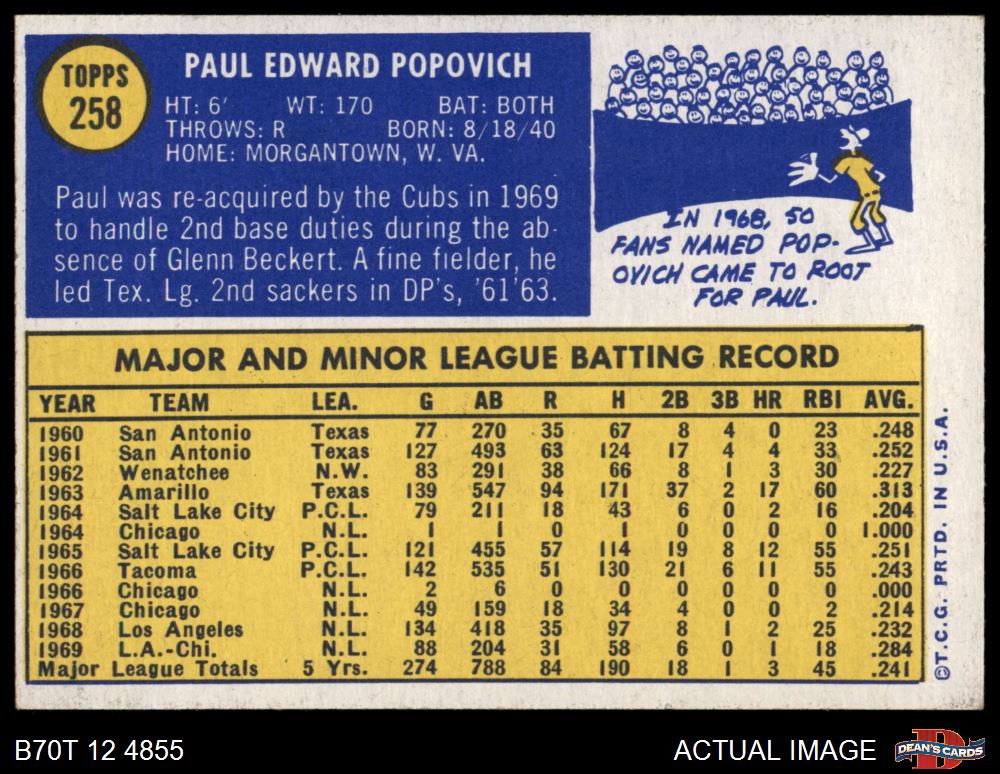 TOPPS
258
PAUL EDWARD POPOVICH
HT: 6' WT: 170 BAT: BOTH
THROWS: R BORN: 8/18/40
HOME: MORGANTOWN, W. VA.
Paul was re-acquired by the Cubs in 1969
to handle 2nd base duties during the ab-
sence of Glenn Beckert. A fine fielder, he
led Tex. Lg. 2nd sackers in DP's, '61'63.
IN 1968, 50
FANS NAMED POP-
OVICH CAME TO ROOT
FOR PAUL.
MAJOR AND MINOR LEAGUE BATTING RECORD
YEAR TEAM LEA. G AB R H 2B 3B HR RBI AVG.
1960 San Antonio Texas 77 270 35 67 8 4 0 23 .248
1961 San Antonio Texas 127 493 63 124 17 4 4 33 .252
1962 Wenatchee N.W. 83 291 38 66 8 1 3 30 .227
1963 Amarillo Texas 139 547 94 171 37 2 17 60 .313
1964 Salt Lake City P.C.L. 79 211 18 43 6 0 2 16 .204
1964 Chicago N.L. 1 1 0 1 0 0 0 0 1.000
1965 Salt Lake City P.C.L. 121 455 57 114 19 8 12 55 .251
1966 Tacoma P.C.L. 142 535 51 130 21 6 11 55 .243
1966 Chicago N.L. 2 6 0 0 0 0 0 0 .000
1967 Chicago N.L. 49 159 18 34 4 0 0 2 .214
1968 Los Angeles N.L. 134 418 35 97 8 1 2 25 .232
1969 L.A.-Chi. N.L. 88 204 31 58 6 0 1 18 .284
Major League Totals 5 Yrs. 274 788 84 190 18 1 3 45 .241
©T.C.G. PRTD. IN U.S.A.
B70T 12 4855
ACTUAL IMAGE
D
DEAN'S CARDS